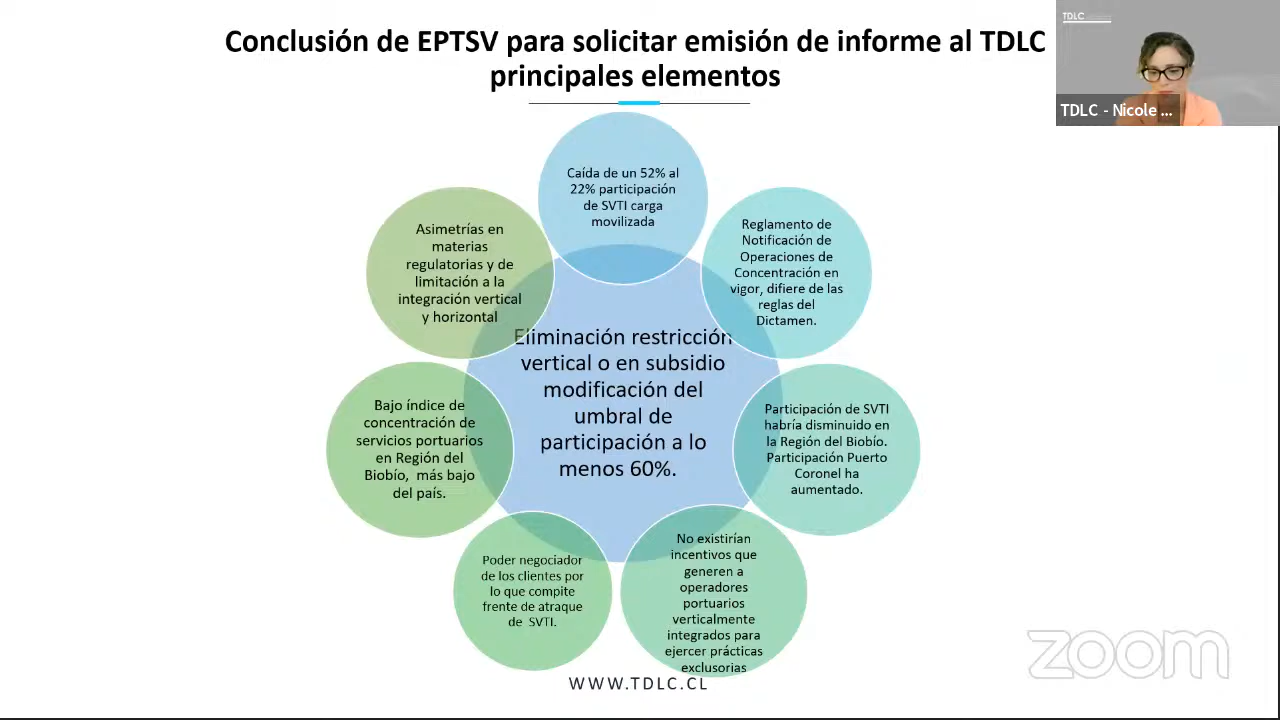 Conclusión de EPTSV para solicitar emisión de informe al TDLC
principales elementos
TDLC
TDLC - Nicole ...
Caída de un 52% al
22% participación
de SVTI carga
movilizada
Reglamento de
Notificación de
Operaciones de
Concentración en
vigor, difiere de las
reglas del
Dictamen.
Participación de SVTI
habría disminuido en
la Región del Biobío.
Participación Puerto
Coronel ha
aumentado.
No existirían
incentivos que
generen a
operadores
portuarios
verticalmente
integrados para
ejercer prácticas
exclusorias
Poder negociador
de los clientes por
lo que compite
frente de atraque
de SVTI.
Bajo índice de
concentración de
servicios portuarios
en Región del
Biobío, más bajo
del país.
Asimetrías en
materias
regulatorias y de
limitación a la
integración vertical
y horizontal
Eliminación restricción
vertical o en subsidio
modificación del
umbral de
participación a lo
menos 60%.
WWW.TDLC.CL
zoom